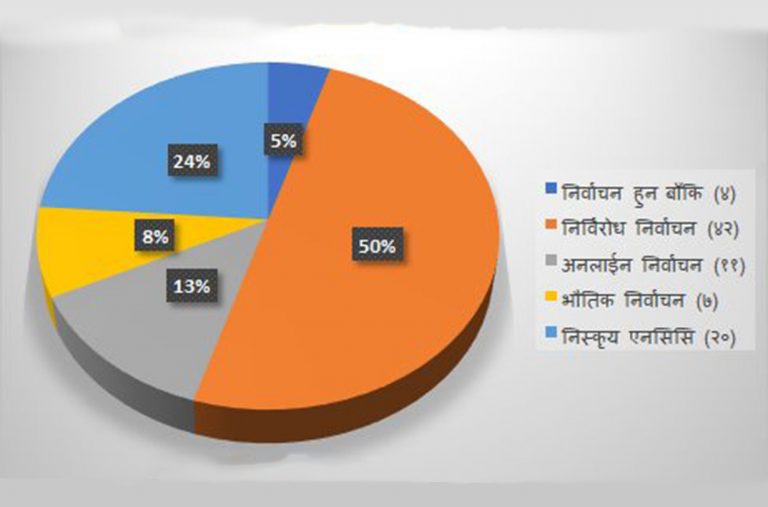 24%
5%
50%
8%
13%
निर्वाचन हुन बाँकि (४)
निर्विरोध निर्वाचन (४२)
अनलाईन निर्वाचन (११)
भौतिक निर्वाचन (७)
निस्कृय एनसिसि (२०)